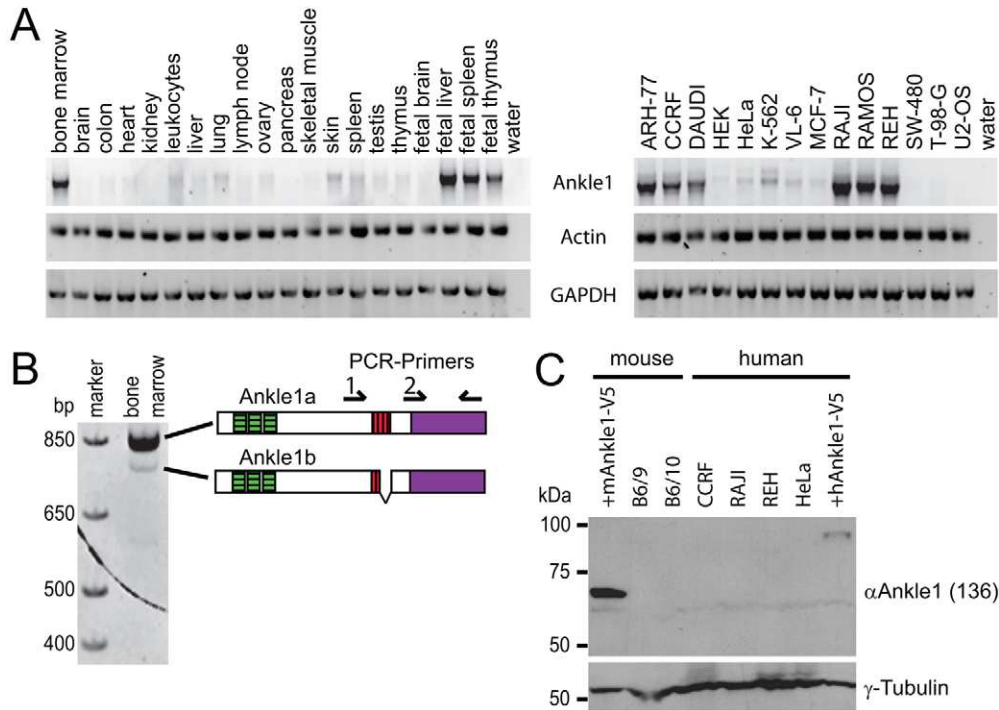 A
bone marrow
brain
colon
heart
kidney
leukocytes
liver
lung
lymph node
ovary
pancreas
skeletal muscle
skin
spleen
testis
thymus
fetal brain
fetal liver
fetal spleen
fetal thymus
water
ARH-77
CCRF
DAUDI
HEK
HeLa
K-562
VL-6
MCF-7
RAJI
RAMOS
REH
SW-480
T-98-G
U2-OS
water
Ankle1
Actin
GAPDH
B
bp
marker
bone
marrow
850
650
500
400
PCR-Primers
1
2
Ankle1a
Ankle1b
C
mouse
human
+mAnkle1-V5
B6/9
B6/10
CCRF
RAJI
REH
HeLa
+hAnkle1-V5
kDa
100
75
50
αAnkle1 (136)
50
γ-Tubulin